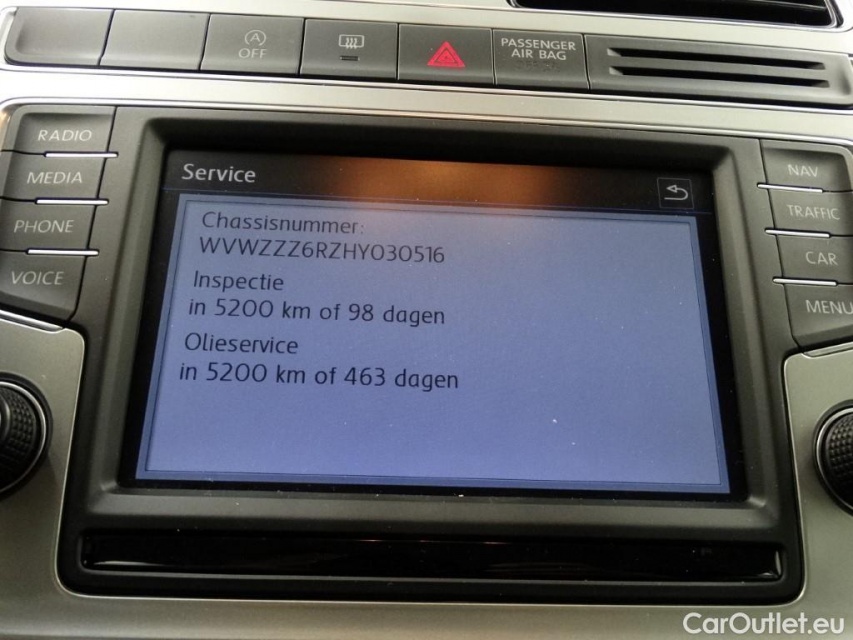 A OFF
PASSENGER
AIR BAG
RADIO
MEDIA
PHONE
VOICE
Service
Chassisnummer:
WVWZZZ6RZHY030516
Inspectie
in 5200 km of 98 dagen
Olieservice
in 5200 km of 463 dagen
NAV
TRAFFIC
CAR
MENU
CarOutlet.eu